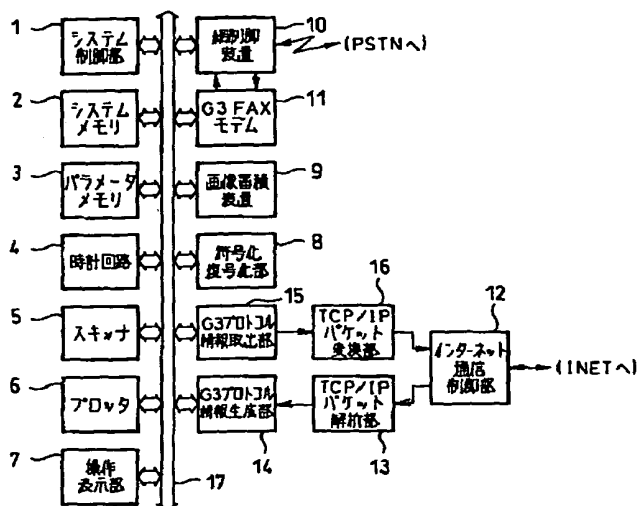 1
システム
制御部
2
システム
メモリ
3
パラメータ
メモリ
4
時計回路
5
スキャナ
6
プロッタ
7
操作
表示部
10
網制御
装置
(PSTNへ)
11
G3 FAX
モデム
9
画像蓄積
装置
8
符号化
復号化部
15
G3プロトコル
情報取出部
16
TCP/IP
パケット
変換部
12
インターネット
通信
制御部
(INETへ)
G3プロトコル
情報生成部
14
TCP/IP
パケット
解析部
13
17